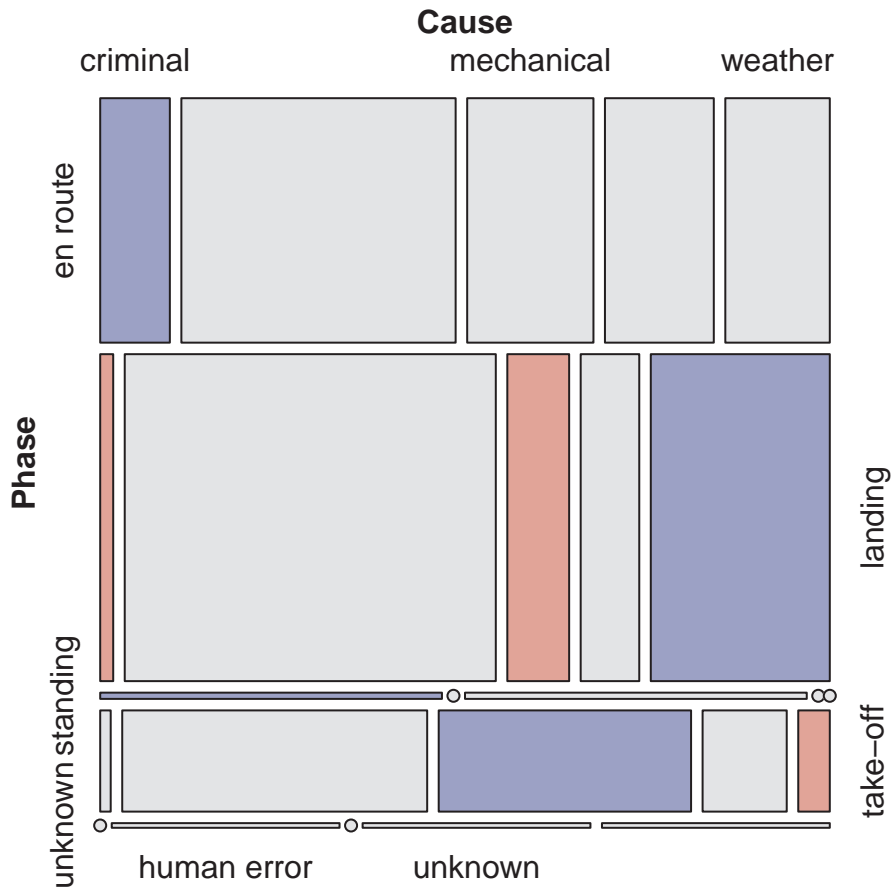 Cause
criminal mechanical weather
en route
Phase
landing
unknown standing
take−off
human error unknown